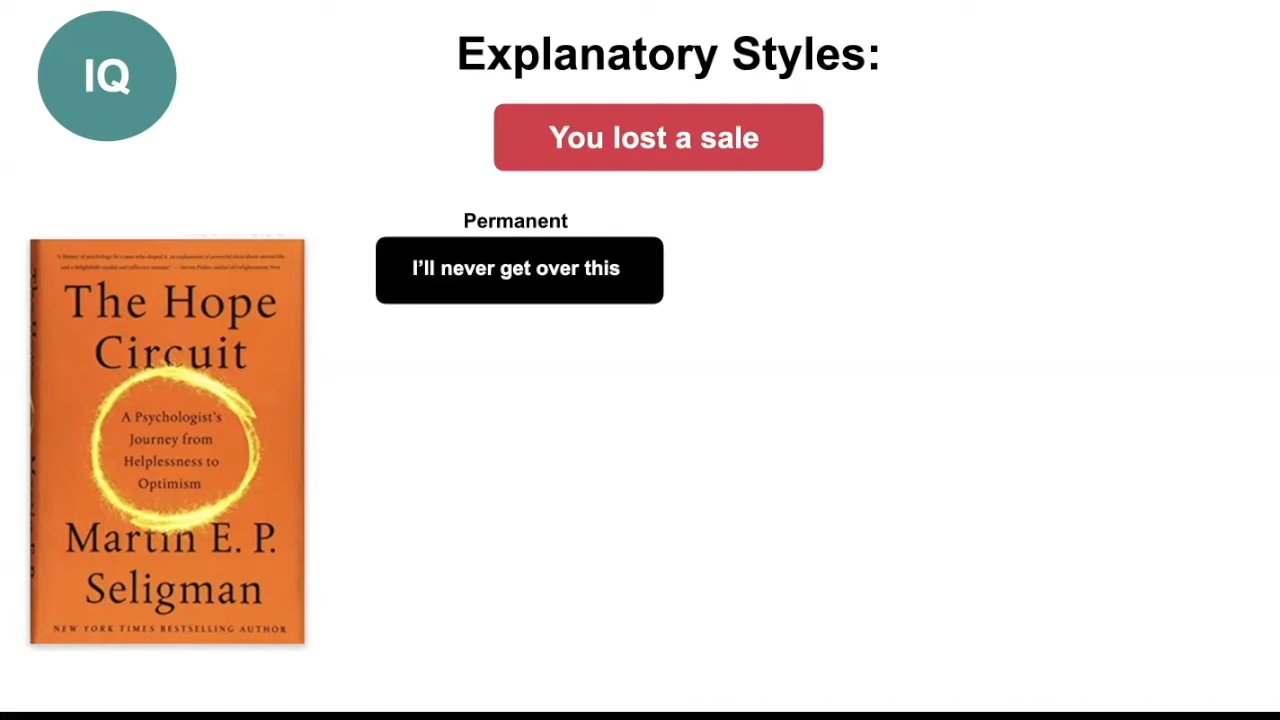 IQ
Explanatory Styles:
You lost a sale
Permanent
I’ll never get over this
The Hope
Circuit
A Psychologist's
Journey from
Helplessness to
Optimism
Martin E. P.
Seligman
NEW YORK TIMES BESTSELLING AUTHOR